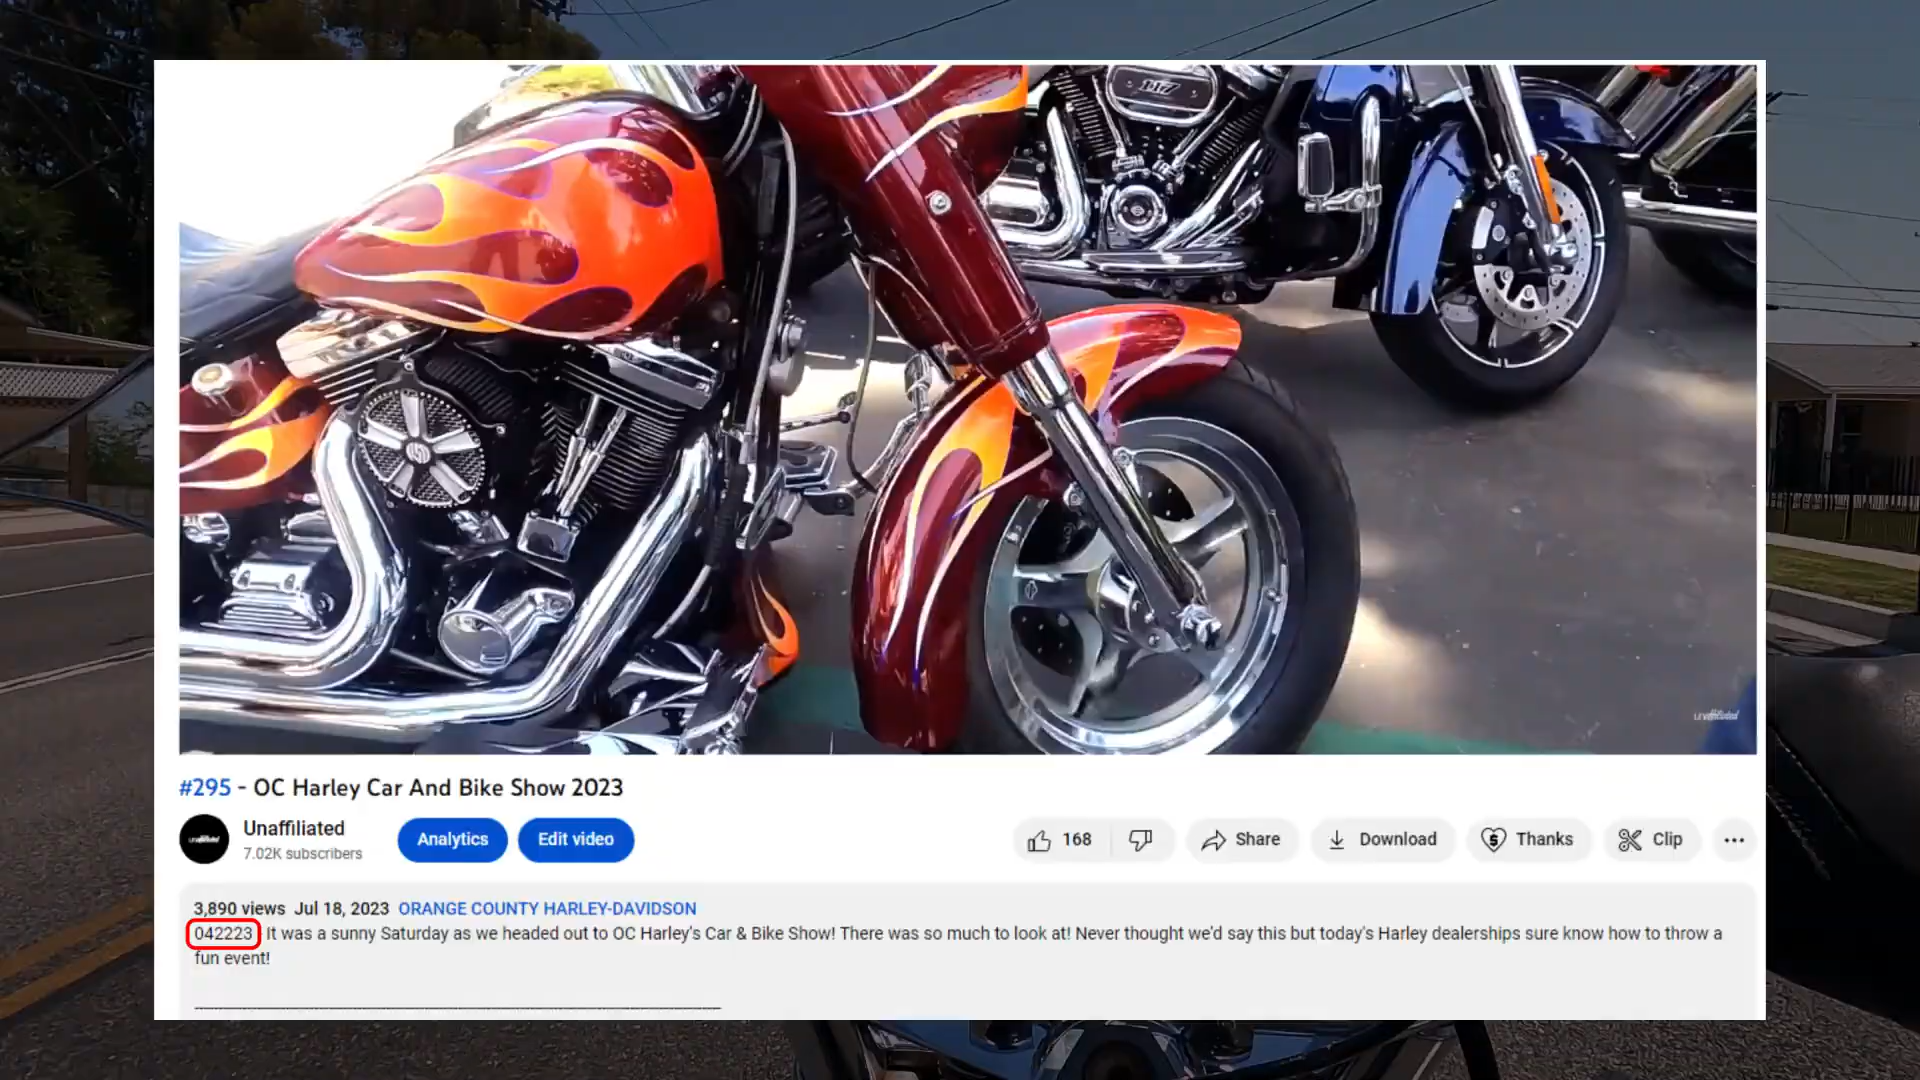 117
Unaffiliated
#295 - OC Harley Car And Bike Show 2023
Unaffiliated
7.02K subscribers
Analytics
Edit video
168
Share
Download
Thanks
Clip
3,890 views Jul 18, 2023 ORANGE COUNTY HARLEY-DAVIDSON
042223 It was a sunny Saturday as we headed out to OC Harley's Car & Bike Show! There was so much to look at! Never thought we'd say this but today's Harley dealerships sure know how to throw a
fun event!